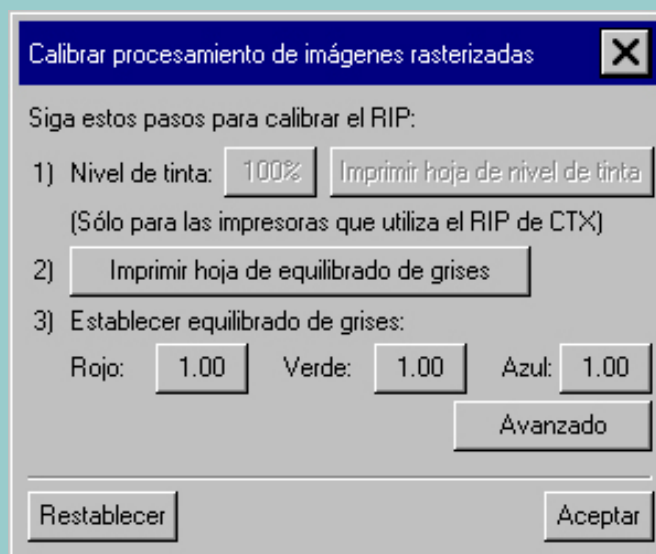 Calibrar procesamiento de imágenes rasterizadas
Siga estos pasos para calibrar el RIP:
1) Nivel de tinta: 100% Imprimir hoja de nivel de tinta
(Sólo para las impresoras que utiliza el RIP de CTX)
2) Imprimir hoja de equilibrado de grises
3) Establecer equilibrado de grises:
Rojo: 1.00 Verde: 1.00 Azul: 1.00
Avanzado
Restablecer Aceptar